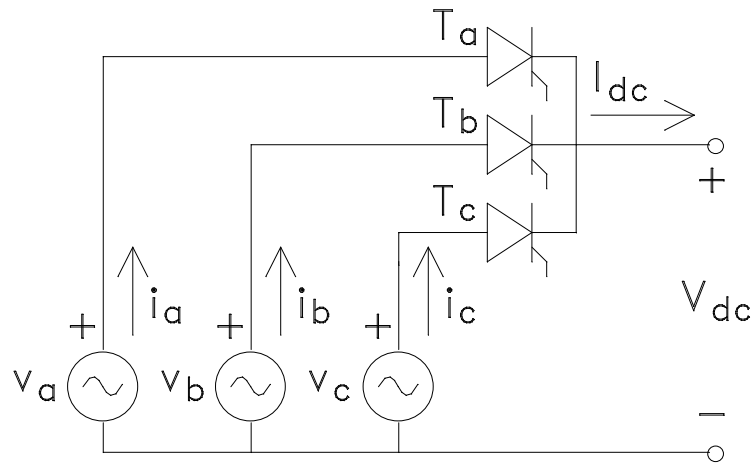 Ta
Idc
Tb
+
Tc
Vdc
ia
ib
ic
+
+
+
va
vb
vc
−